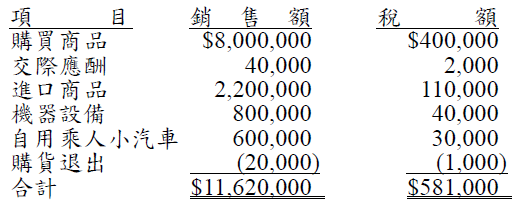 項目 銷售額 稅額
購買商品 $8,000,000 $400,000
交際應酬 40,000 2,000
進口商品 2,200,000 110,000
機器設備 800,000 40,000
自用乘人小汽車 600,000 30,000
購貨退出 (20,000) (1,000)
合計 $11,620,000 $581,000